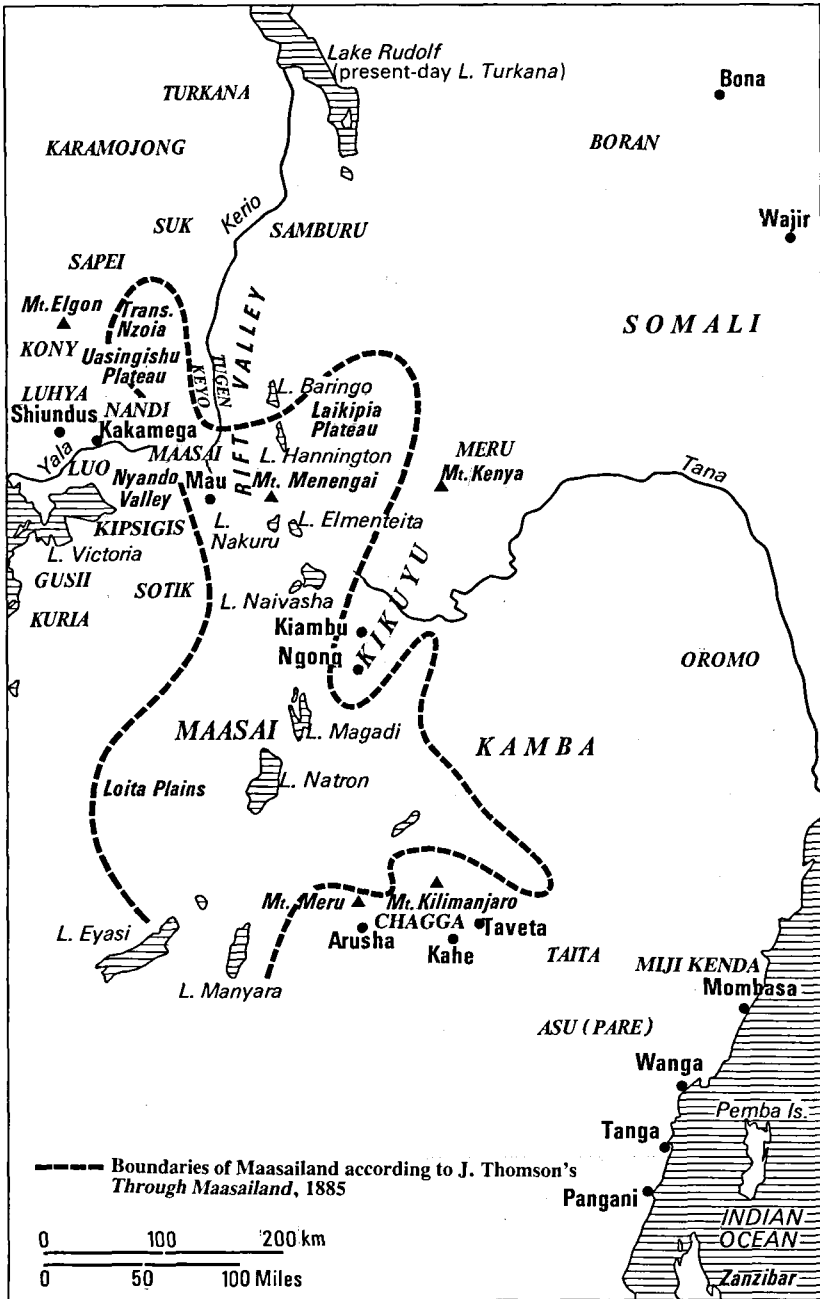 Lake Rudolf
(present-day L. Turkana)
Bona
TURKANA
BORAN
KARAMOJONG
Wajir
Kerio
SUK
SAMBURU
SAPEI
Mt. Elgon
Trans.
Nzoia
RIFT VALLEY
SOMALI
KONY
Uasingishu
Plateau
KEYO
TUGEN
L. Baringo
Laikipia
Plateau
LUHYA
Shiundus
NANDI
Kakamega
MERU
Mt. Kenya
Tana
Yala
LUO
MAASAI
L. Hannington
Nyando
Valley
Mau
Mt. Menengai
KIPSIGIS
L.
Nakuru
L. Elmenteita
L. Victoria
GUSII
SOTIK
L. Naivasha
KURIA
Kiambu
KIKUYU
Ngong
OROMO
MAASAI
L. Magadi
KAMBA
Loita Plains
L. Natron
Mt. Meru
Mt. Kilimanjaro
CHAGGA
Taveta
L. Eyasi
Arusha
Kahe
TAITA
MIJI KENDA
Mombasa
L. Manyara
ASU (PARE)
Wanga
Pemba Is.
Tanga
Boundaries of Maasailand according to J. Thomson's
Through Maasailand, 1885
Pangani
INDIAN
OCEAN
0 100 200 km
0 50 100 Miles
Zanzibar